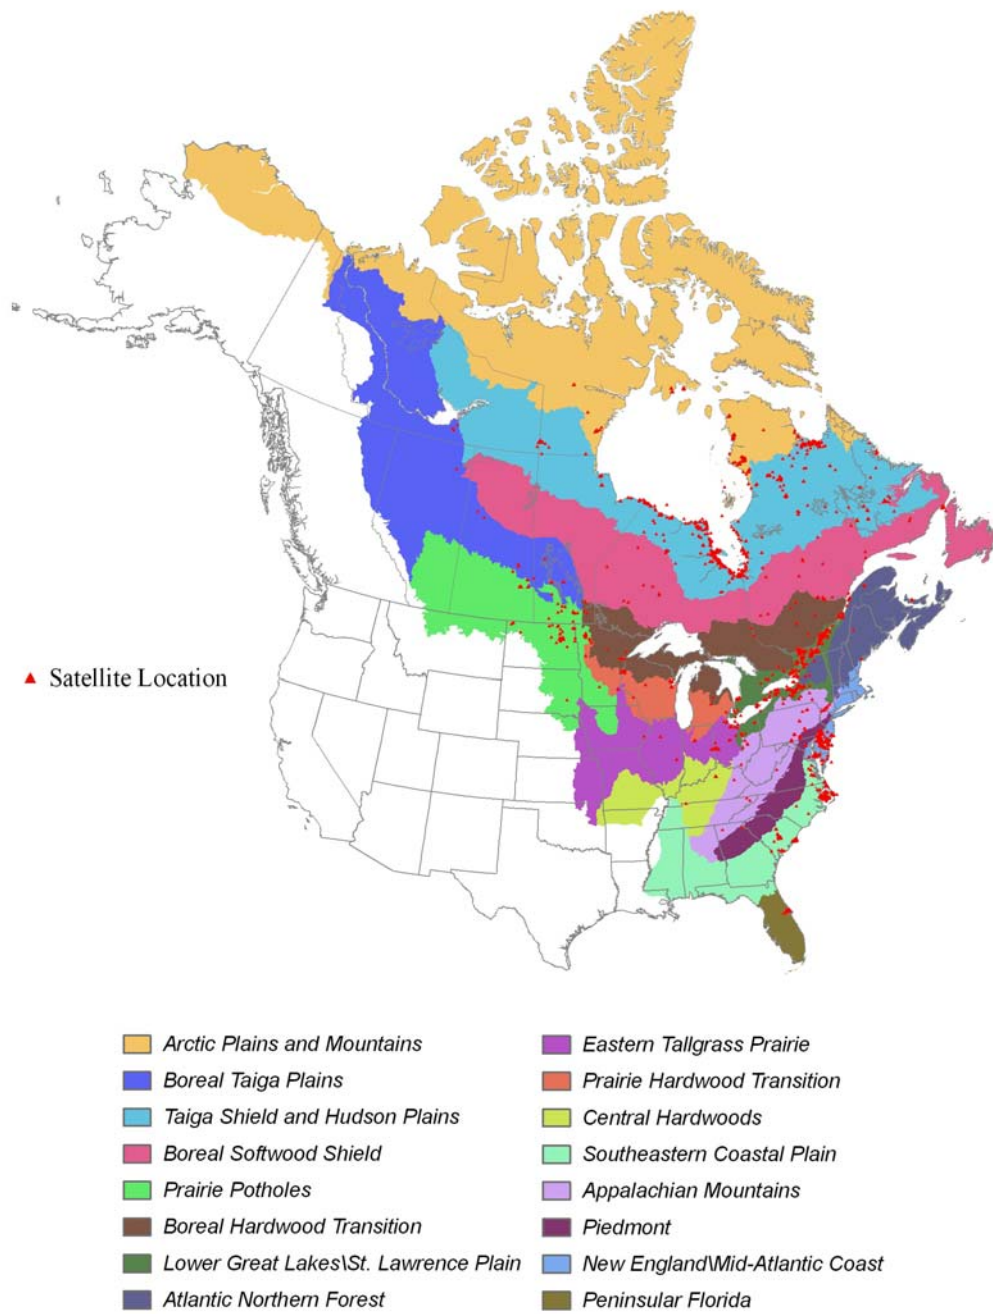 Satellite Location
Arctic Plains and Mountains
Boreal Taiga Plains
Taiga Shield and Hudson Plains
Boreal Softwood Shield
Prairie Potholes
Boreal Hardwood Transition
Lower Great Lakes\St. Lawrence Plain
Atlantic Northern Forest
Eastern Tallgrass Prairie
Prairie Hardwood Transition
Central Hardwoods
Southeastern Coastal Plain
Appalachian Mountains
Piedmont
New England\Mid-Atlantic Coast
Peninsular Florida